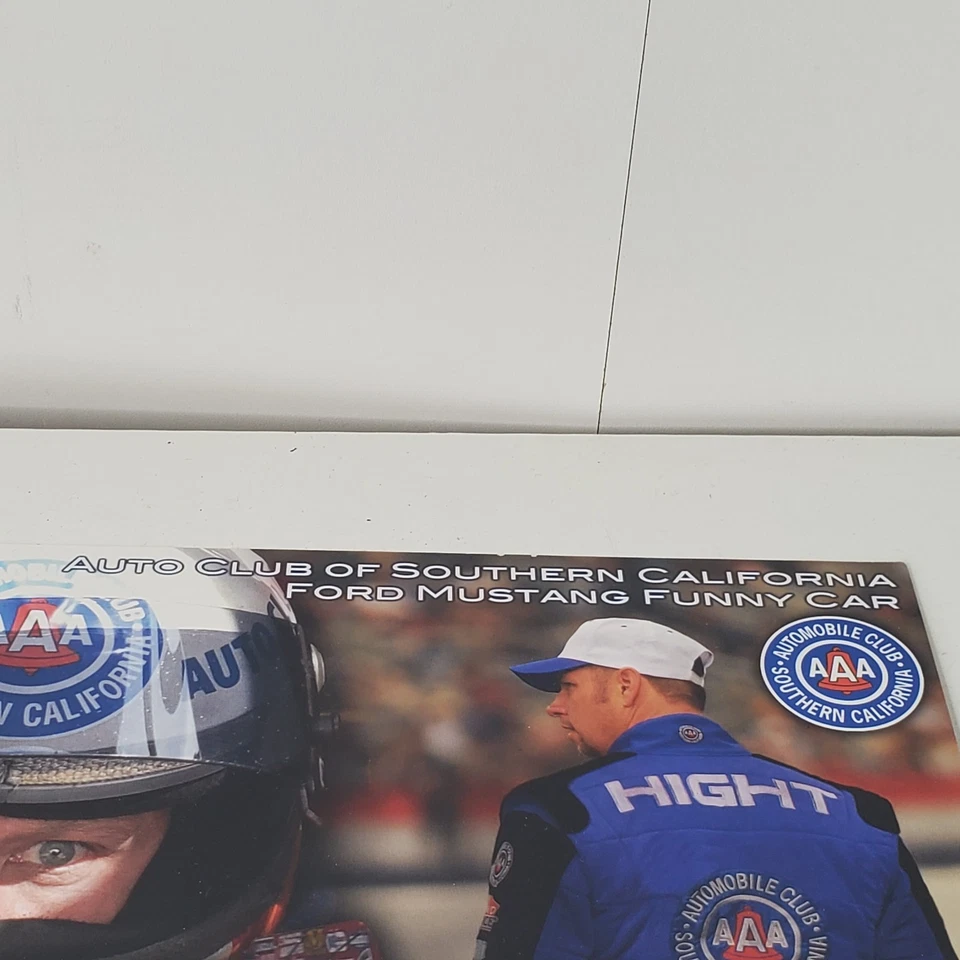 AUTO CLUB OF SOUTHERN CALIFORNIA
FORD MUSTANG FUNNY CAR
AUTOMOBILE CLUB
AAA
SOUTHERN CALIFORNIA
AAA
N CALIFORNIA
AUTO
AAA
HIGHT
AUTOMOBILE CLUB
AAA